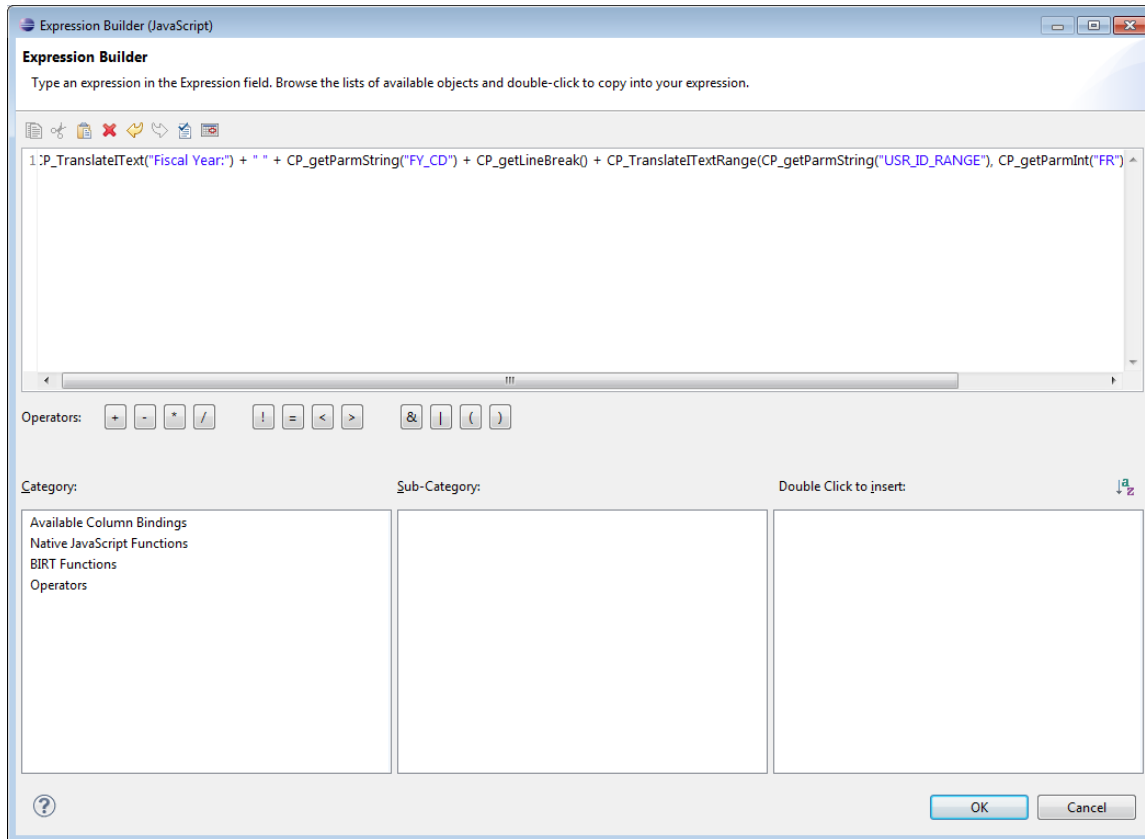 Expression Builder (JavaScript)
Expression Builder
Type an expression in the Expression field. Browse the lists of available objects and double-click to copy into your expression.
1 CP_TranslateIText("Fiscal Year:") + " " + CP_getParmString("FY_CD") + CP_getLineBreak() + CP_TranslateITextRange(CP_getParmString("USR_ID_RANGE"), CP_getParmInt("FR")
Operators: + - * / ! = < > & | ( )
Category: Sub-Category: Double Click to insert:
Available Column Bindings
Native JavaScript Functions
BIRT Functions
Operators
OK Cancel